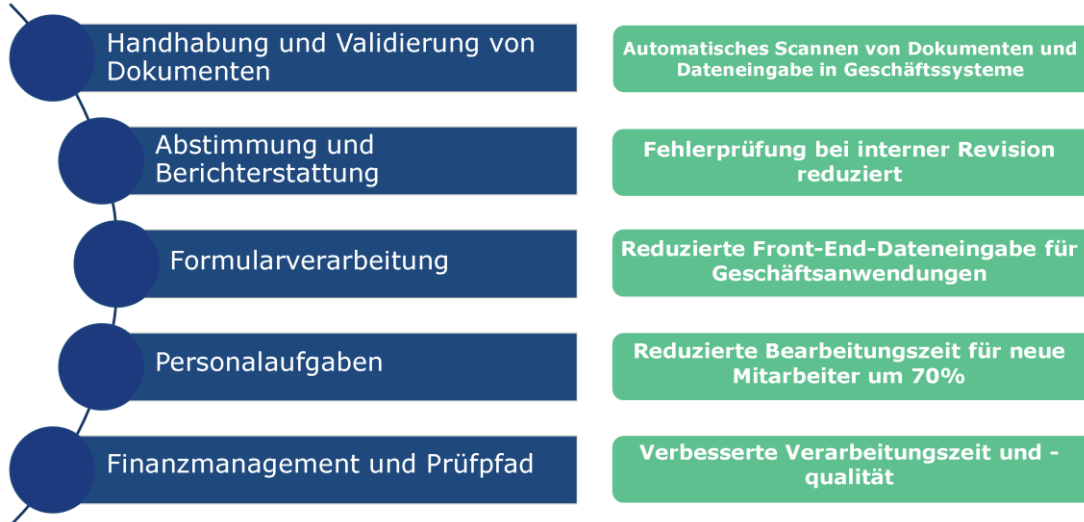 Handhabung und Validierung von
Dokumenten
Automatisches Scannen von Dokumenten und
Dateneingabe in Geschäftssysteme
Abstimmung und
Berichterstattung
Fehlerprüfung bei interner Revision
reduziert
Formularverarbeitung
Reduzierte Front-End-Dateneingabe für
Geschäftsanwendungen
Personalaufgaben
Reduzierte Bearbeitungszeit für neue
Mitarbeiter um 70%
Finanzmanagement und Prüfpfad
Verbesserte Verarbeitungszeit und -
qualität